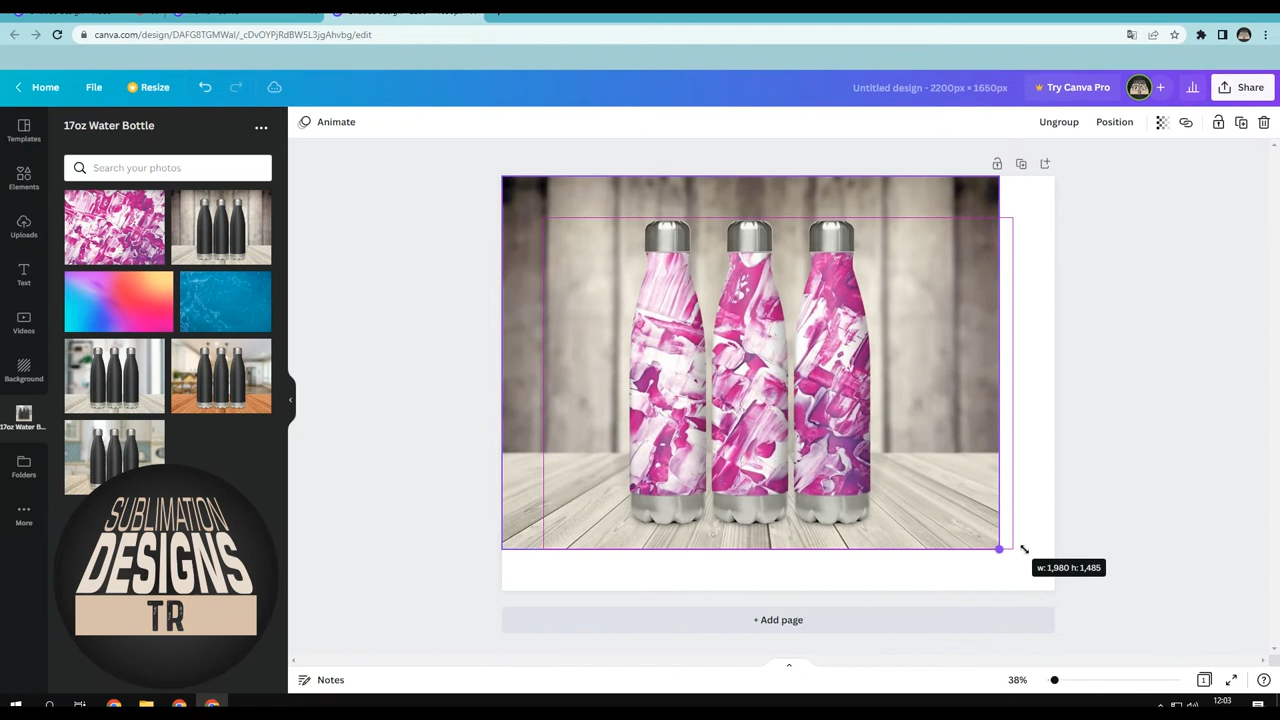 canva.com/design/DAFG8TGMWaI/_cDvOYPjRdBW5L3jgAhvbg/edit
Home
File
Resize
Untitled design - 2200px × 1650px
Try Canva Pro
Share
Templates
Elements
Uploads
Text
Videos
Background
17oz Water B...
Folders
More
17oz Water Bottle
Search your photos
Animate
Ungroup
Position
w: 1,980 h: 1,485
+ Add page
SUBLIMATION
DESIGNS
TR
Notes
38%
1
12:03